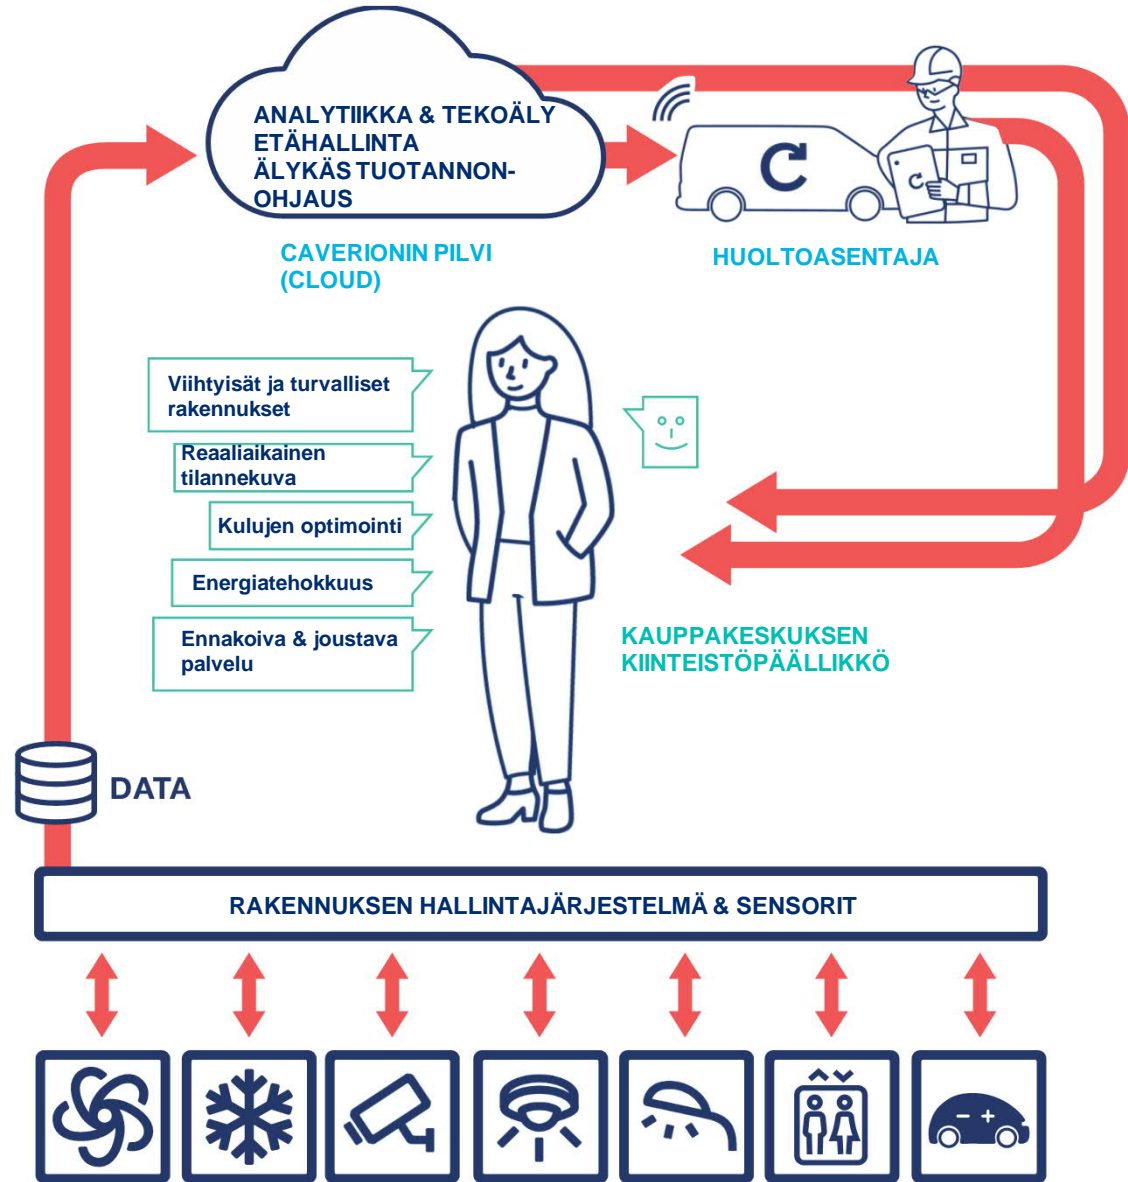 ANALYTIIKKA & TEKOÄLY
ETÄHALLINTA
ÄLYKÄS TUOTANNON-
OHJAUS
CAVERIONIN PILVI
(CLOUD)
HUOLTOASENTAJA
Viihtyisät ja turvalliset
rakennukset
Reaaliaikainen
tilannekuva
Kulujen optimointi
Energiatehokkuus
Ennakoiva & joustava
palvelu
KAUPPAKESKUKSEN
KIINTEISTÖPÄÄLLIKKÖ
DATA
RAKENNUKSEN HALLINTAJÄRJESTELMÄ & SENSORIT